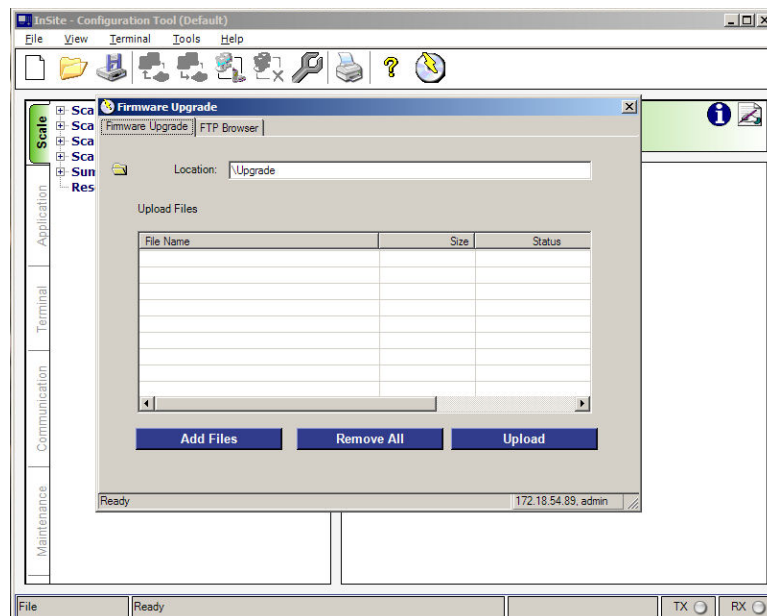 InSite - Configuration Tool (Default)
File View Terminal Tools Help
Scale
Application
Terminal
Communication
Maintenance
Sca
Sca
Sca
Sca
Sum
Res
Firmware Upgrade
Firmware Upgrade FTP Browser
Location: \Upgrade
Upload Files
File Name Size Status
Add Files Remove All Upload
Ready 172.18.54.89, admin
File Ready TX RX